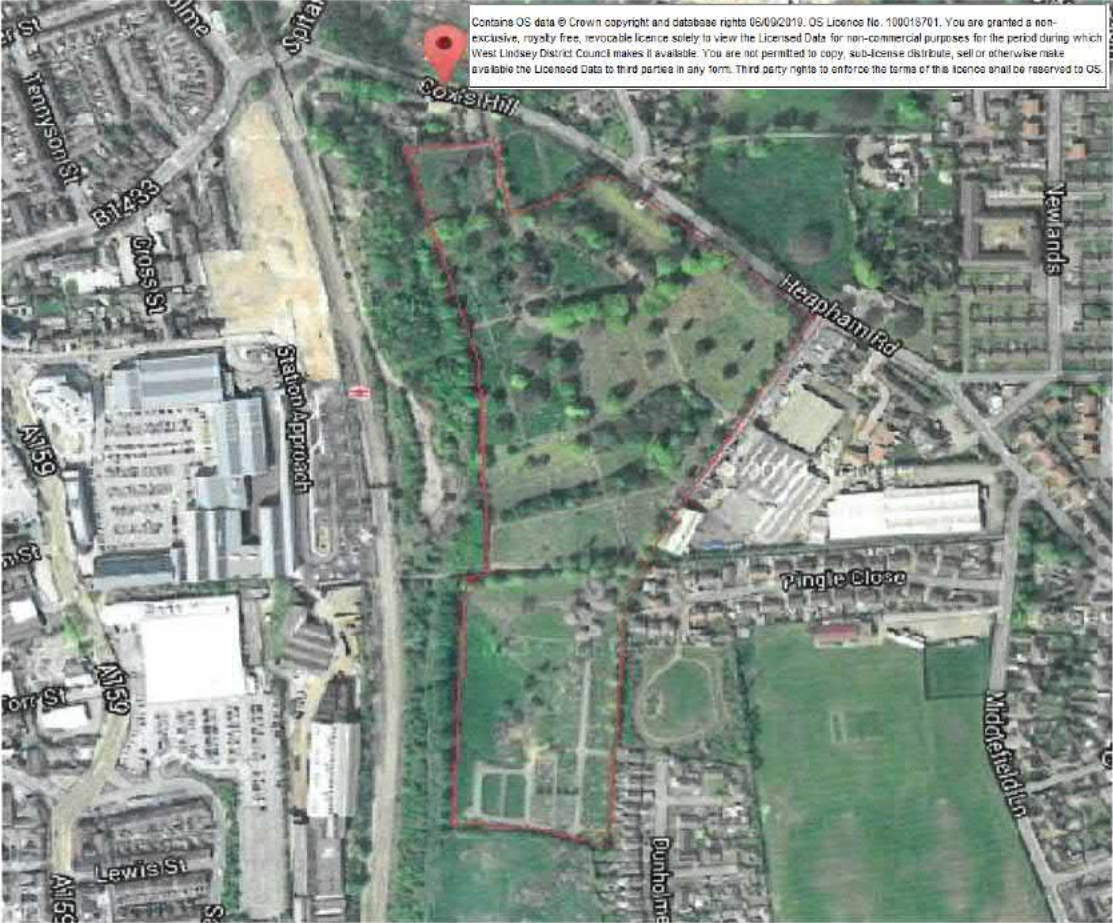 Contains OS data © Crown copyright and database rights 06/09/2019. OS Licence No. 100018701. You are granted a non-
exclusive, royalty free, revocable licence solely to view the Licensed Data for non-commercial purposes for the period during which
West Lindsey District Council makes it available. You are not permitted to copy, sub-license distribute, sell or otherwise make
available the Licensed Data to third parties in any form. Third party rights to enforce the terms of this licence shall be reserved to OS.
Cox's Hill
Tennyson St
B1433
Newlands
Cross St
Heapham Rd
Station Approach
A159
Pingle Close
A159
Middlefield Ln
Dunholme
Lewis St
A159